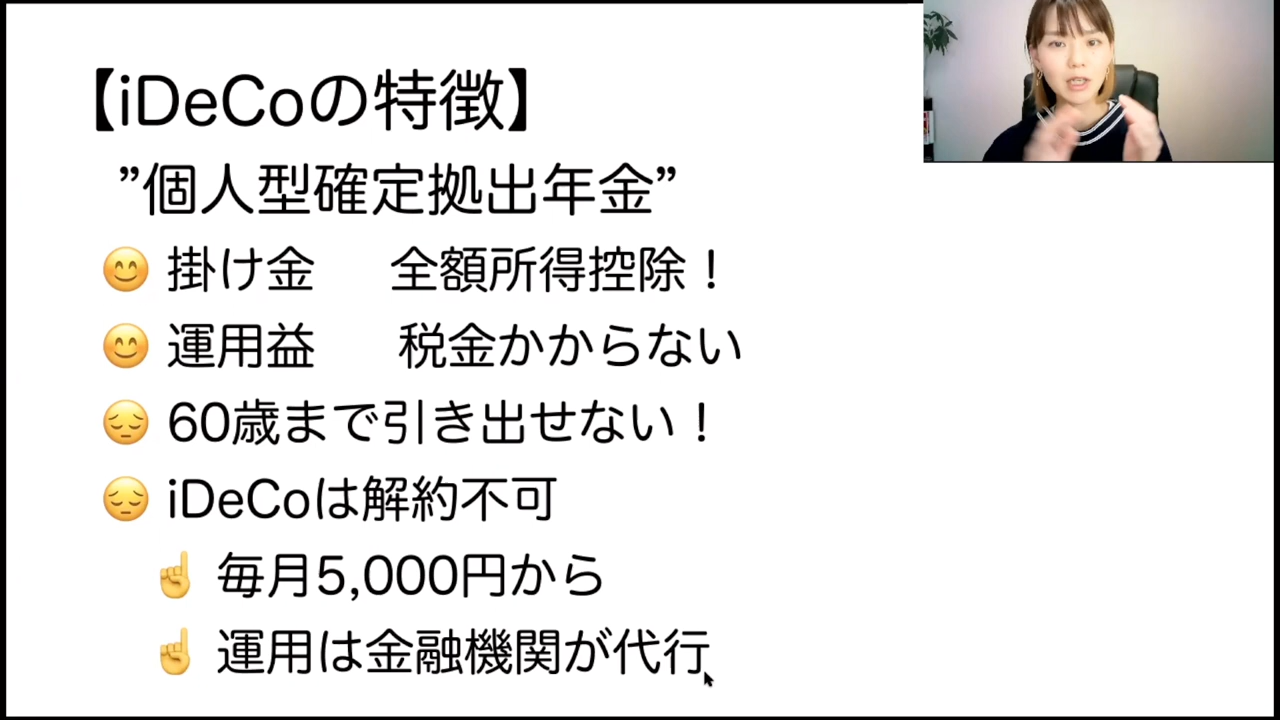 【iDeCoの特徴】
”個人型確定拠出年金”
😊 掛け金　全額所得控除！
😊 運用益　税金かからない
😔 60歳まで引き出せない！
😔 iDeCoは解約不可
☝️ 毎月5,000円から
☝️ 運用は金融機関が代行